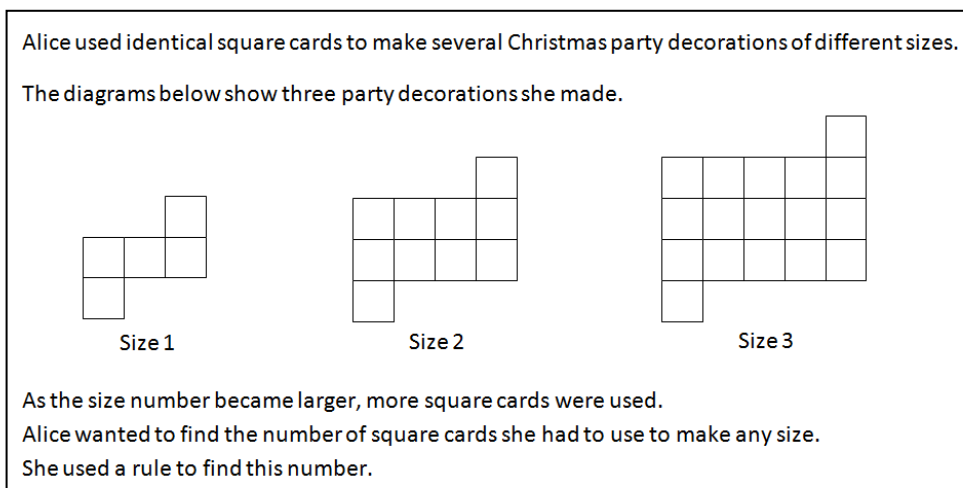 Alice used identical square cards to make several Christmas party decorations of different sizes.
The diagrams below show three party decorations she made.
Size 1 Size 2 Size 3
As the size number became larger, more square cards were used.
Alice wanted to find the number of square cards she had to use to make any size.
She used a rule to find this number.